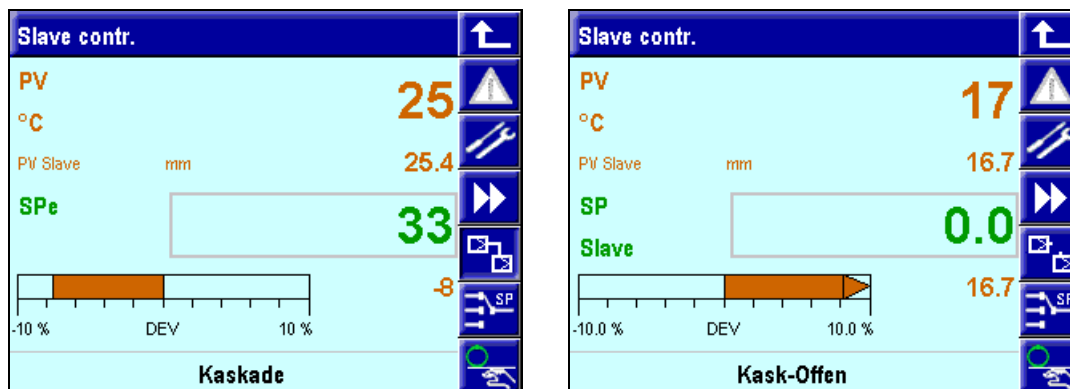 Slave contr.
PV
25
°C
PV Slave mm 25.4
SPe
33
-8
SP
-10 % DEV 10 %
Kaskade
Slave contr.
PV
17
°C
PV Slave mm 16.7
SP
0.0
Slave
16.7
SP
-10.0 % DEV 10.0 %
Kask-Offen